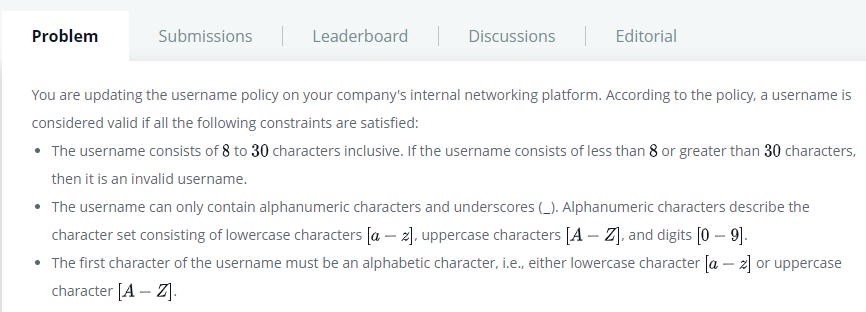 Problem Submissions Leaderboard Discussions Editorial
You are updating the username policy on your company's internal networking platform. According to the policy, a username is
considered valid if all the following constraints are satisfied:
• The username consists of 8 to 30 characters inclusive. If the username consists of less than 8 or greater than 30 characters,
then it is an invalid username.
• The username can only contain alphanumeric characters and underscores (_). Alphanumeric characters describe the
character set consisting of lowercase characters [a − z], uppercase characters [A − Z], and digits [0 − 9].
• The first character of the username must be an alphabetic character, i.e., either lowercase character [a − z] or uppercase
character [A − Z].